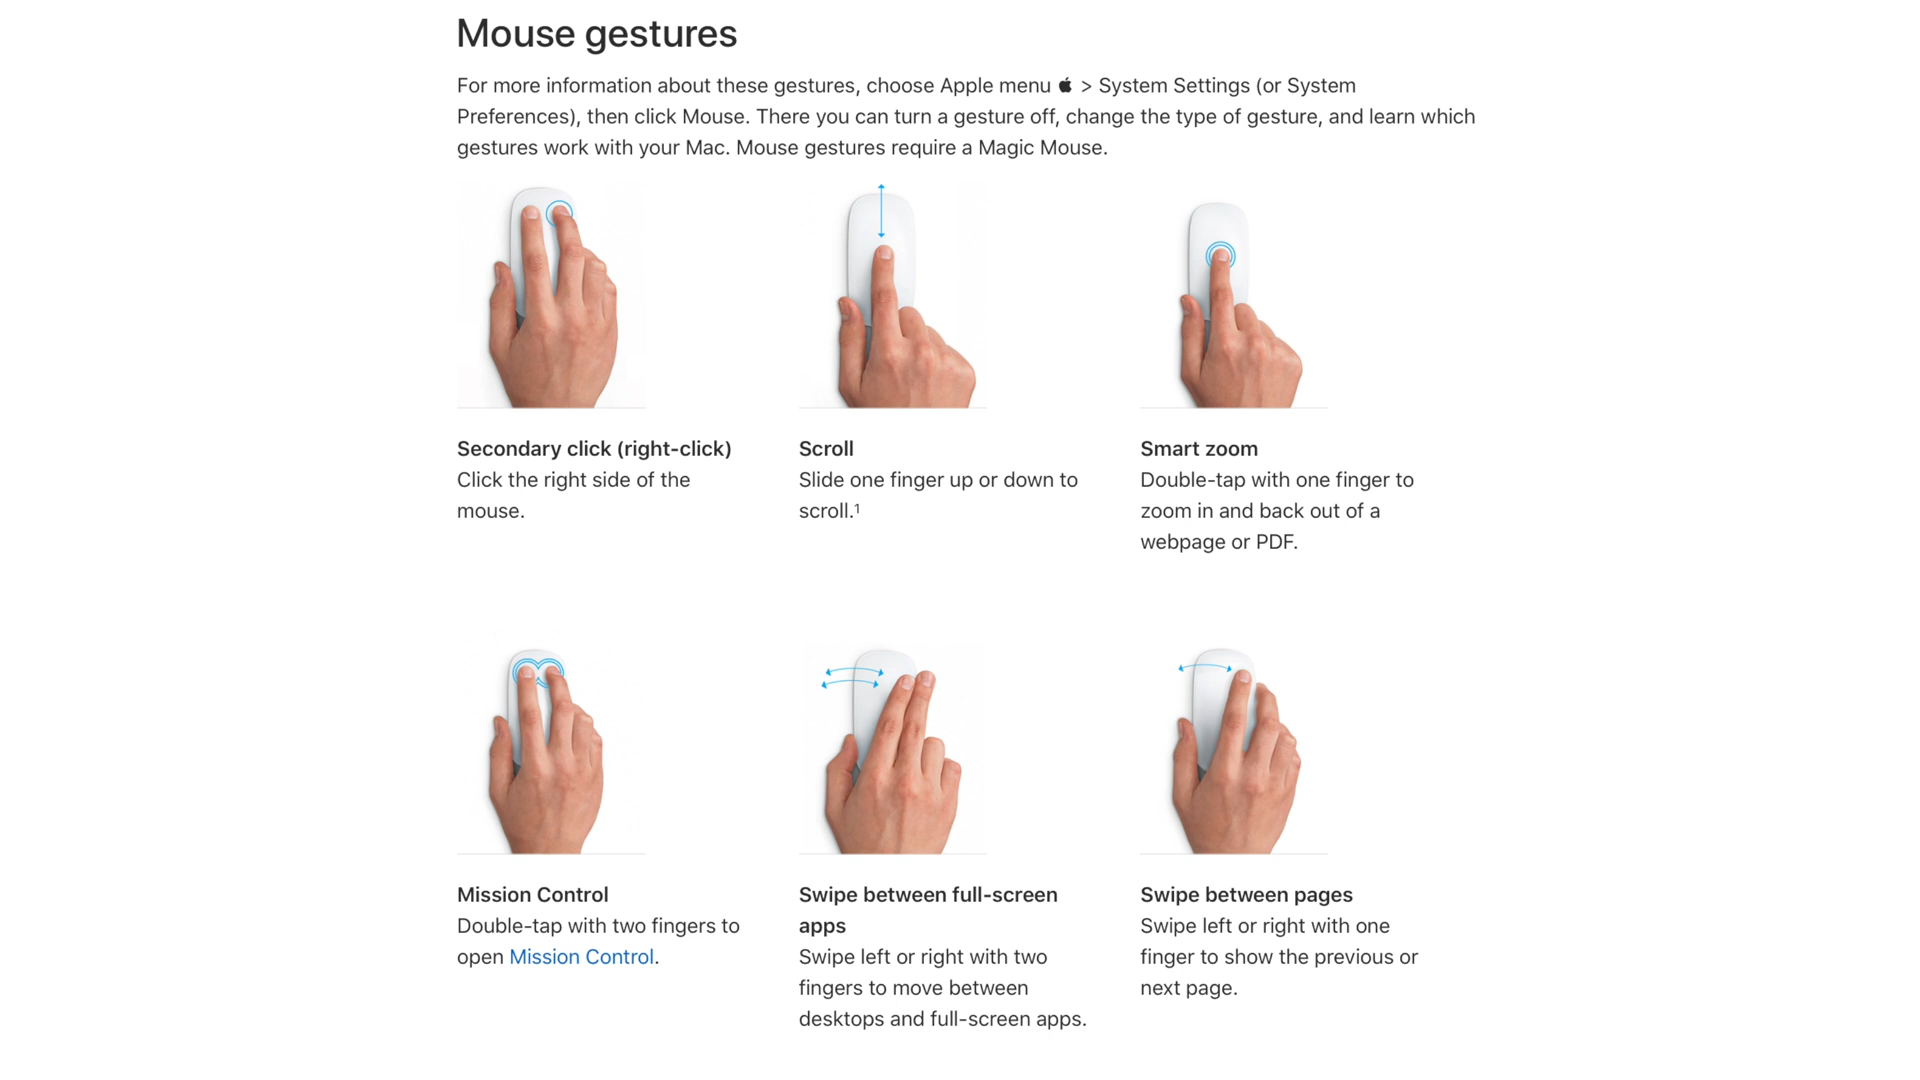 Mouse gestures
For more information about these gestures, choose Apple menu  > System Settings (or System
Preferences), then click Mouse. There you can turn a gesture off, change the type of gesture, and learn which
gestures work with your Mac. Mouse gestures require a Magic Mouse.
Secondary click (right-click)
Click the right side of the
mouse.
Scroll
Slide one finger up or down to
scroll.¹
Smart zoom
Double-tap with one finger to
zoom in and back out of a
webpage or PDF.
Mission Control
Double-tap with two fingers to
open Mission Control.
Swipe between full-screen
apps
Swipe left or right with two
fingers to move between
desktops and full-screen apps.
Swipe between pages
Swipe left or right with one
finger to show the previous or
next page.